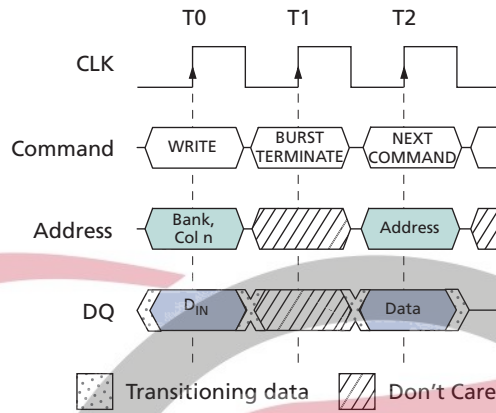 T0 T1 T2
CLK
Command WRITE BURST TERMINATE NEXT COMMAND
Address Bank, Col n Address
DQ DIN Data
Transitioning data Don't Care